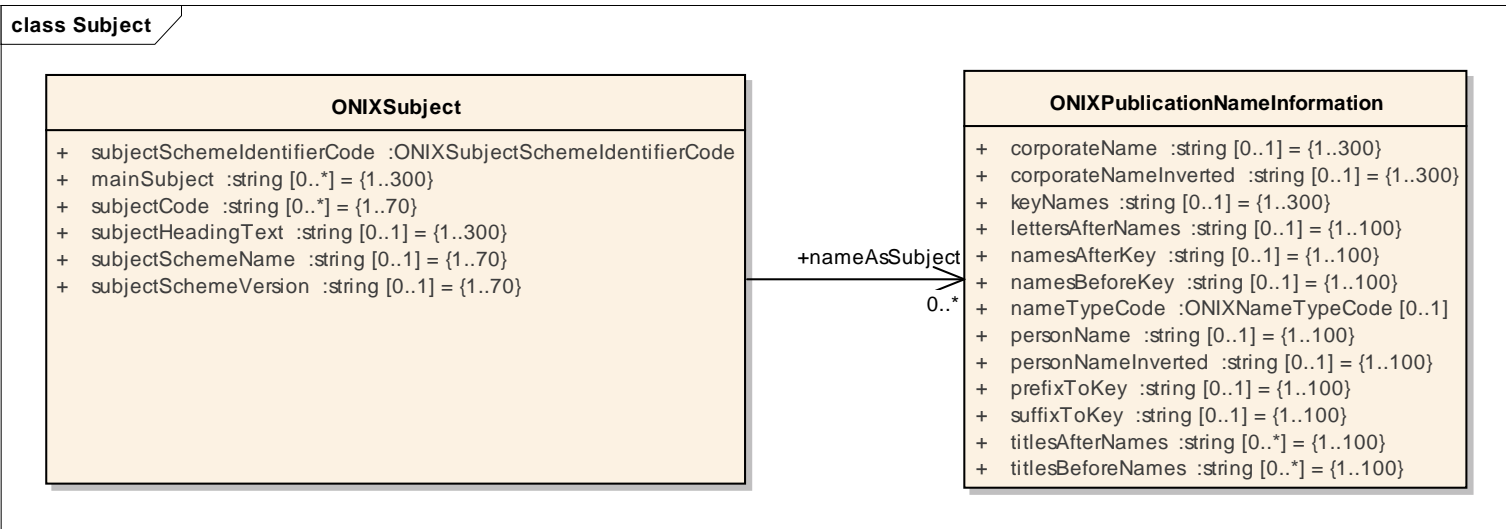 class Subject
ONIXSubject
+ subjectSchemeIdentifierCode :ONIXSubjectSchemeIdentifierCode
+ mainSubject :string [0..*] = {1..300}
+ subjectCode :string [0..*] = {1..70}
+ subjectHeadingText :string [0..1] = {1..300}
+ subjectSchemeName :string [0..1] = {1..70}
+ subjectSchemeVersion :string [0..1] = {1..70}
+nameAsSubject
0..*
ONIXPublicationNameInformation
+ corporateName :string [0..1] = {1..300}
+ corporateNameInverted :string [0..1] = {1..300}
+ keyNames :string [0..1] = {1..300}
+ lettersAfterNames :string [0..1] = {1..100}
+ namesAfterKey :string [0..1] = {1..100}
+ namesBeforeKey :string [0..1] = {1..100}
+ nameTypeCode :ONIXNameTypeCode [0..1]
+ personName :string [0..1] = {1..100}
+ personNameInverted :string [0..1] = {1..100}
+ prefixToKey :string [0..1] = {1..100}
+ suffixToKey :string [0..1] = {1..100}
+ titlesAfterNames :string [0..*] = {1..100}
+ titlesBeforeNames :string [0..*] = {1..100}